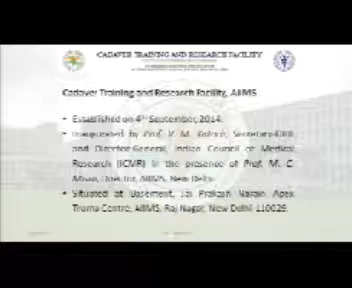 CADAVER TRAINING AND RESEARCH FACILITY
Cadaver Training and Research Facility, AIIMS
• Established on 4th September, 2014.
• Inaugurated by Prof. V. M. Katoch, Secretary
and Director-General, Indian Council of Medical
Research (ICMR) in the presence of Prof. M. C.
Misra, Director, AIIMS, New Delhi.
• Situated at Basement, Jai Prakash Narain Apex
Truma Centre, AIIMS, Raj Nagar, New Delhi-110029.